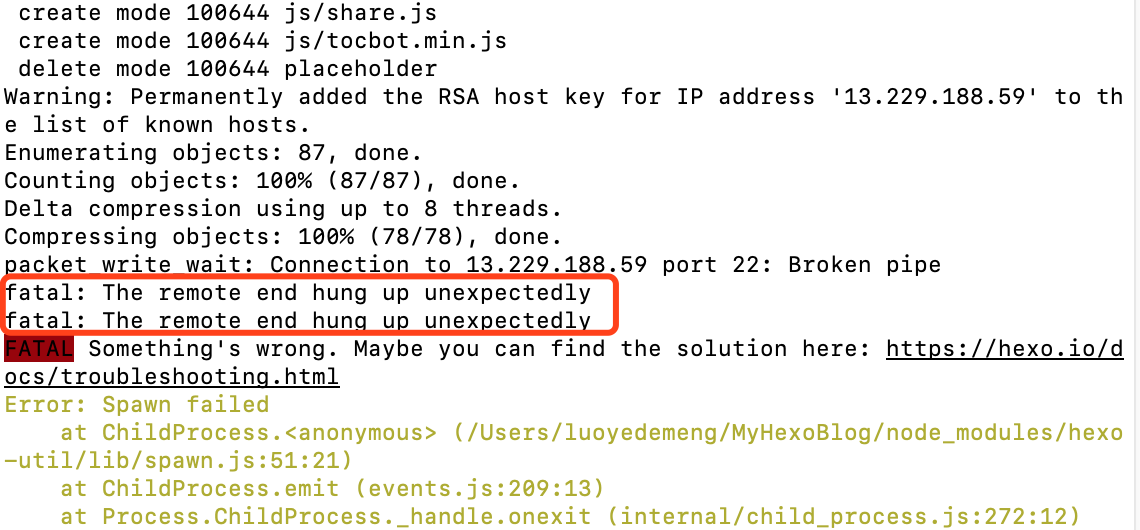 create mode 100644 js/share.js
create mode 100644 js/tocbot.min.js
delete mode 100644 placeholder
Warning: Permanently added the RSA host key for IP address '13.229.188.59' to th
e list of known hosts.
Enumerating objects: 87, done.
Counting objects: 100% (87/87), done.
Delta compression using up to 8 threads.
Compressing objects: 100% (78/78), done.
packet_write_wait: Connection to 13.229.188.59 port 22: Broken pipe
fatal: The remote end hung up unexpectedly
fatal: The remote end hung up unexpectedly
FATAL Something's wrong. Maybe you can find the solution here: https://hexo.io/d
ocs/troubleshooting.html
Error: Spawn failed
    at ChildProcess.<anonymous> (/Users/luoyedemeng/MyHexoBlog/node_modules/hexo
-util/lib/spawn.js:51:21)
    at ChildProcess.emit (events.js:209:13)
    at Process.ChildProcess._handle.onexit (internal/child_process.js:272:12)